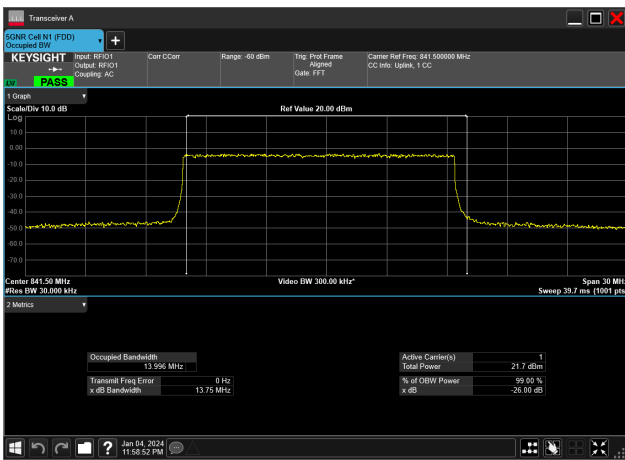 Transceiver A
5GNR Cell N1 (FDD)
Occupied BW
KEYSIGHT
Input: RFIO1
Output: RFIO1
Coupling: AC
Corr CCorr
Range: -60 dBm
Trig: Prot Frame
Aligned
Gate: FFT
Carrier Ref Freq: 841.500000 MHz
CC Info: Uplink, 1 CC
PASS
1 Graph
Scale/Div 10.0 dB
Ref Value 20.00 dBm
Log
10.0
0.00
-10.0
-20.0
-30.0
-40.0
-50.0
-60.0
-70.0
Center 841.50 MHz
Video BW 300.00 kHz*
Span 30 MHz
#Res BW 30.000 kHz
Sweep 39.7 ms (1001 pts)
2 Metrics
Occupied Bandwidth
13.996 MHz
Active Carrier(s) 1
Total Power 21.7 dBm
Transmit Freq Error 0 Hz
x dB Bandwidth 13.75 MHz
% of OBW Power 99.00 %
x dB -26.00 dB
?
Jan 04, 2024
11:58:52 PM